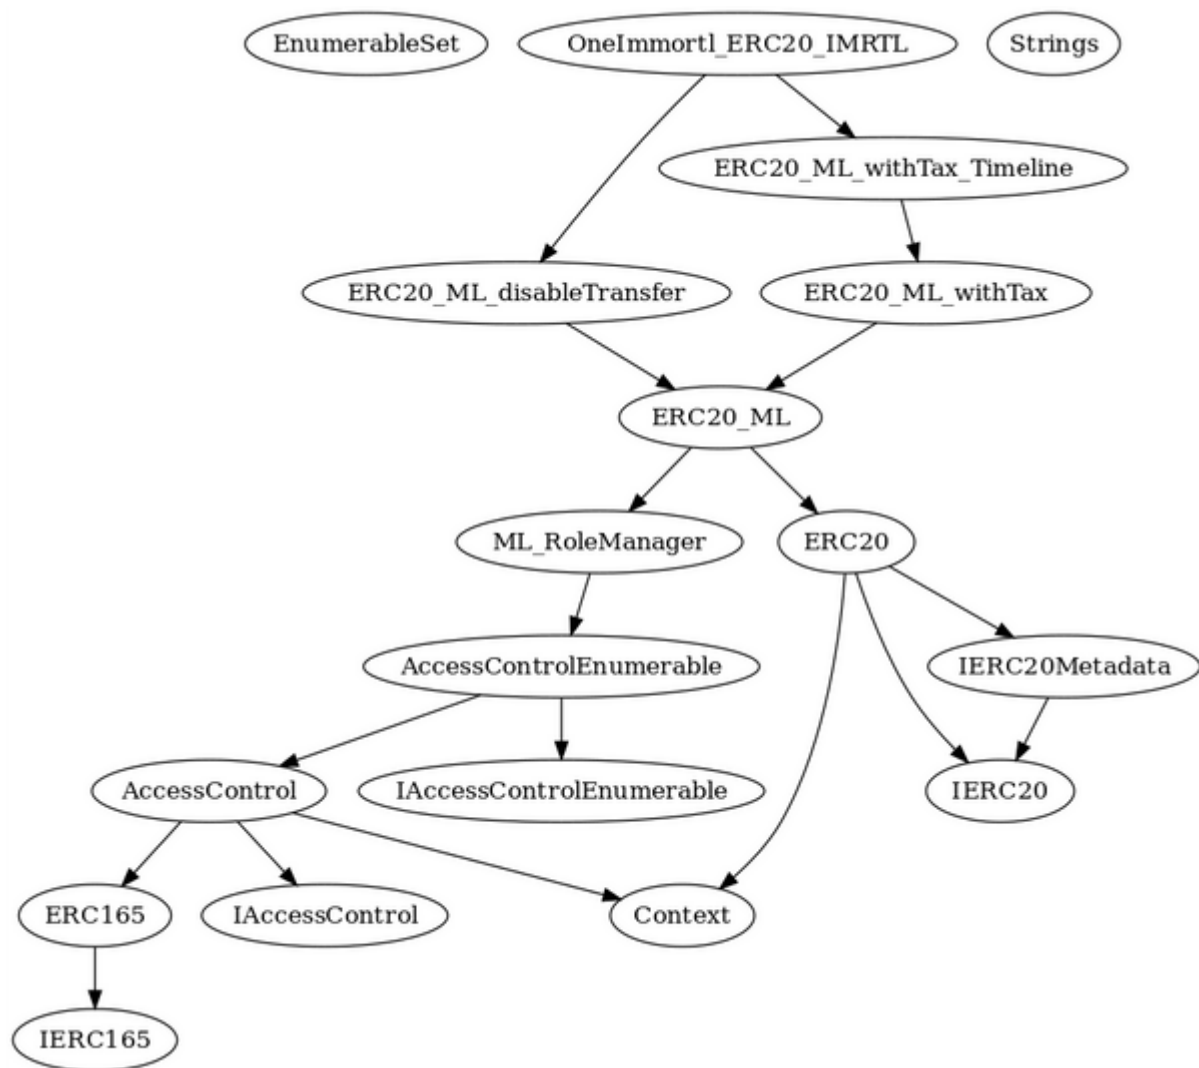 EnumerableSet
OneImmortl_ERC20_IMRTL
Strings
ERC20_ML_withTax_Timeline
ERC20_ML_disableTransfer
ERC20_ML_withTax
ERC20_ML
ML_RoleManager
ERC20
AccessControlEnumerable
IERC20Metadata
AccessControl
IAccessControlEnumerable
IERC20
ERC165
IAccessControl
Context
IERC165